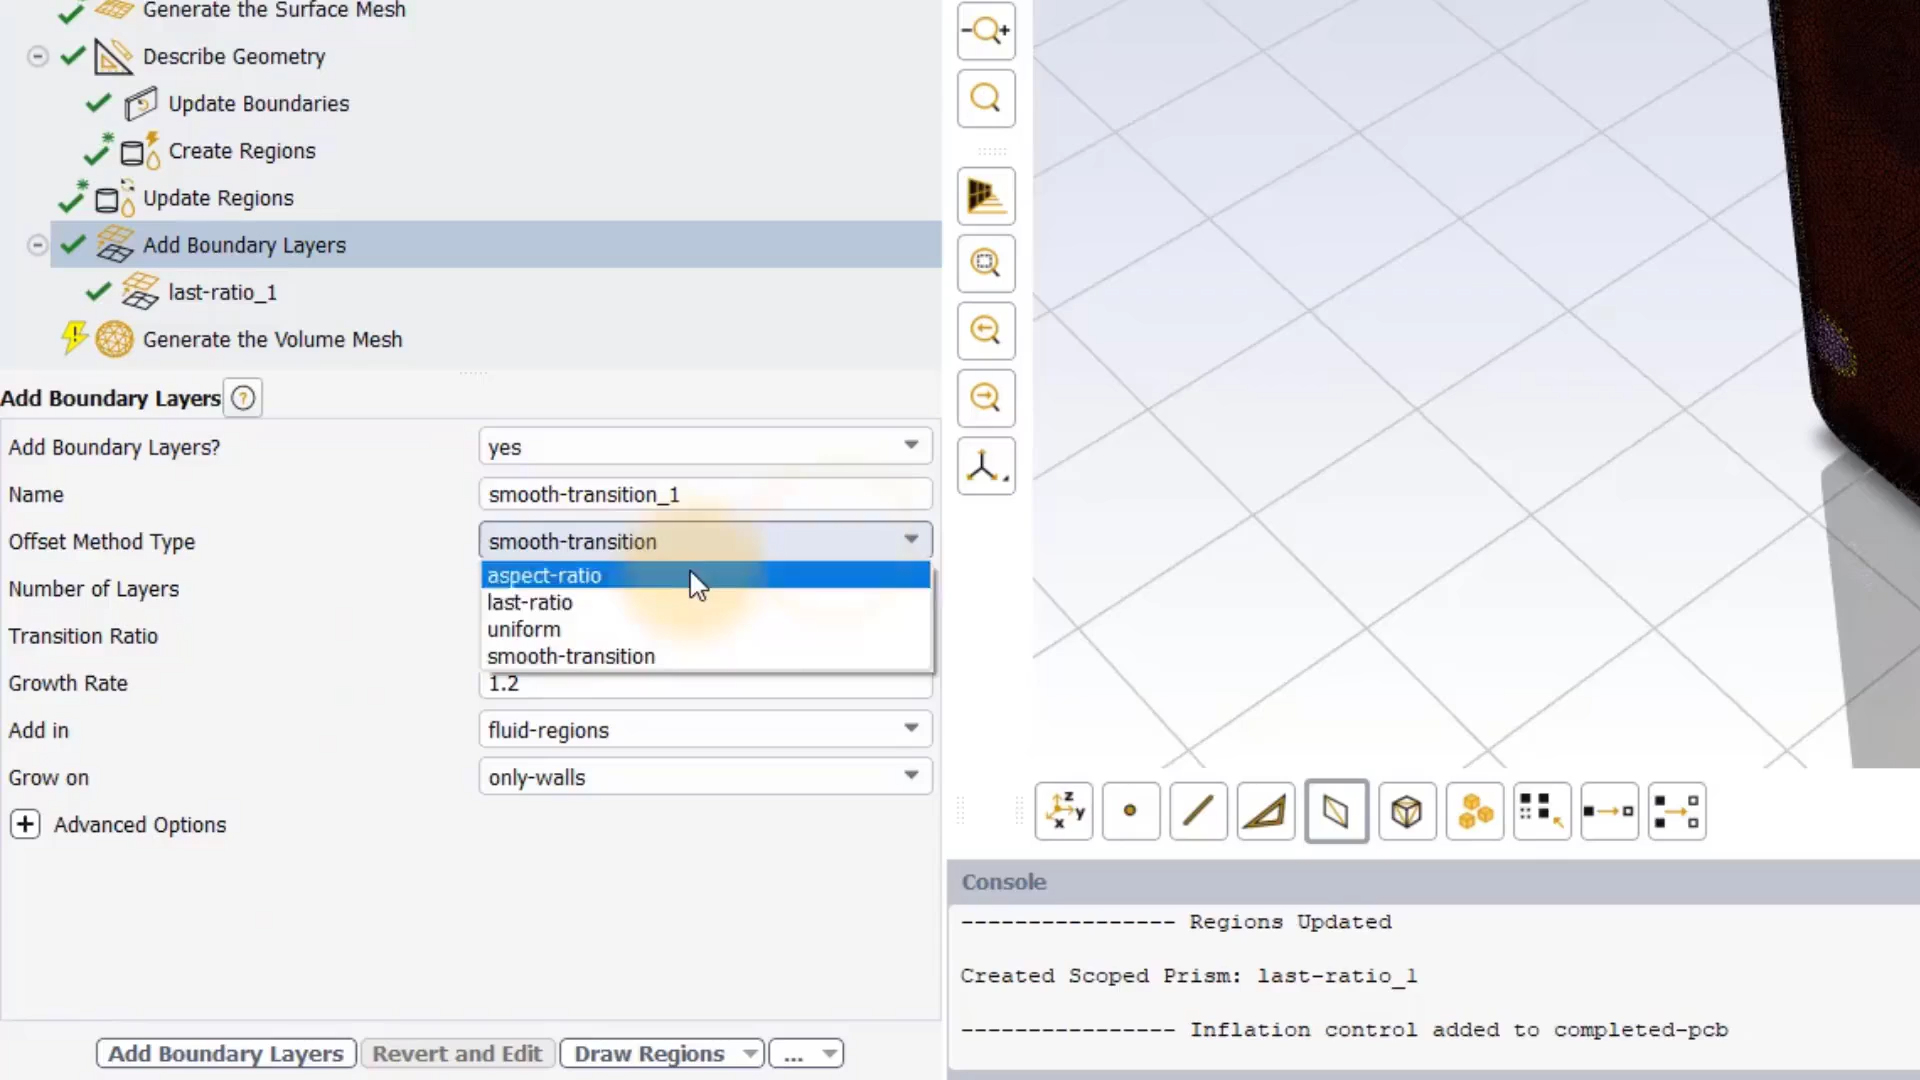 Generate the Surface Mesh
Describe Geometry
Update Boundaries
Create Regions
Update Regions
Add Boundary Layers
last-ratio_1
Generate the Volume Mesh
Add Boundary Layers ?
Add Boundary Layers? yes
Name smooth-transition_1
Offset Method Type smooth-transition
aspect-ratio
Number of Layers
last-ratio
uniform
Transition Ratio
smooth-transition
Growth Rate 1.2
Add in fluid-regions
Grow on only-walls
+ Advanced Options
Add Boundary Layers Revert and Edit Draw Regions ...
z
y
x
Console
---------------- Regions Updated
Created Scoped Prism: last-ratio_1
---------------- Inflation control added to completed-pcb